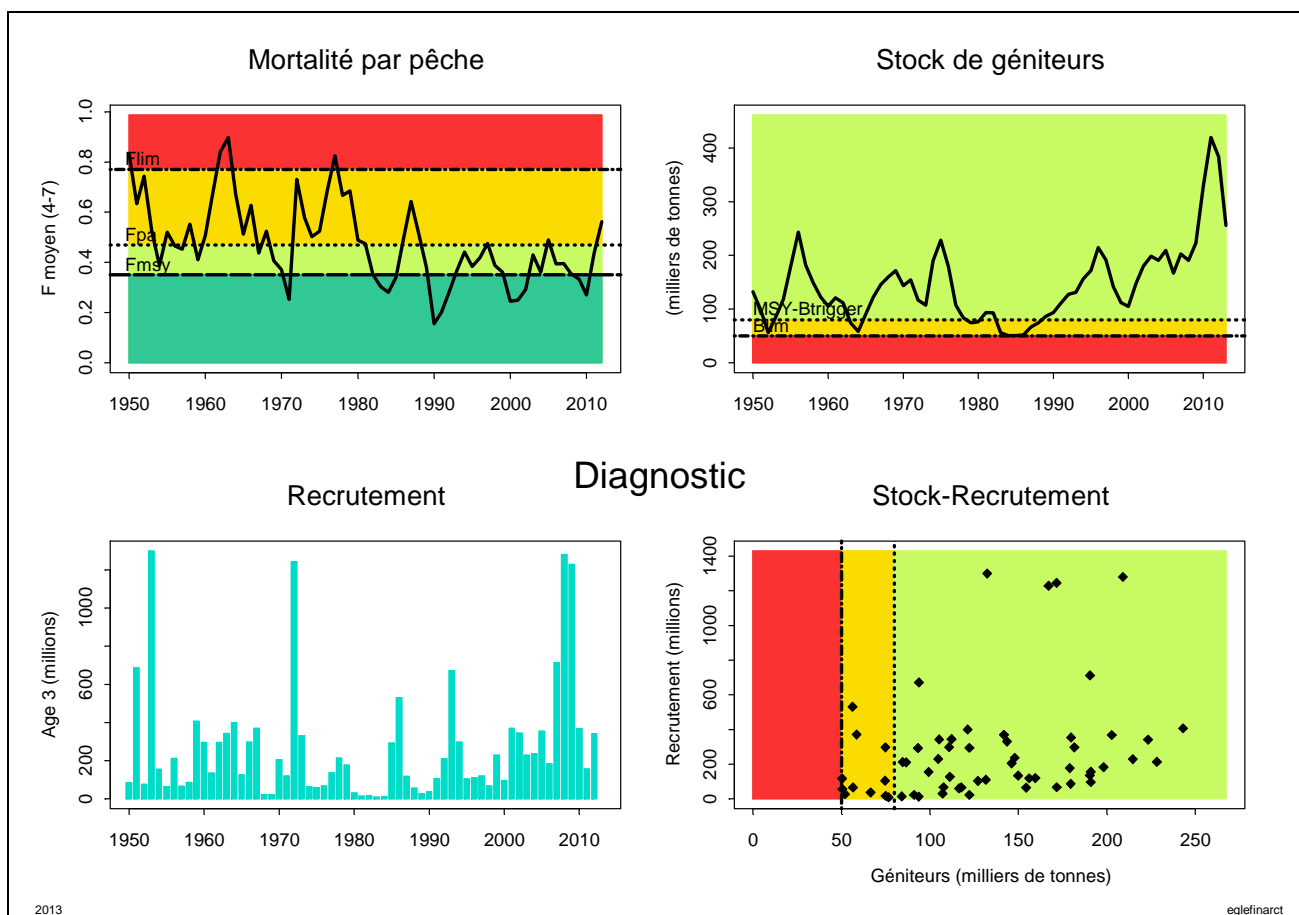 Mortalité par pêche
F moyen (4-7)
0.0 0.2 0.4 0.6 0.8 1.0
Flim
Fpa
Fmsy
1950 1960 1970 1980 1990 2000 2010
Stock de géniteurs
(milliers de tonnes)
0 100 200 300 400
MSY-Btrigger
Blim
1950 1960 1970 1980 1990 2000 2010
Diagnostic
Recrutement
Age 3 (millions)
0 200 600 1000
1950 1960 1970 1980 1990 2000 2010
Stock-Recrutement
Recrutement (millions)
0 200 600 1000 1400
0 50 100 150 200 250
Géniteurs (milliers de tonnes)
2013
eglefinarct